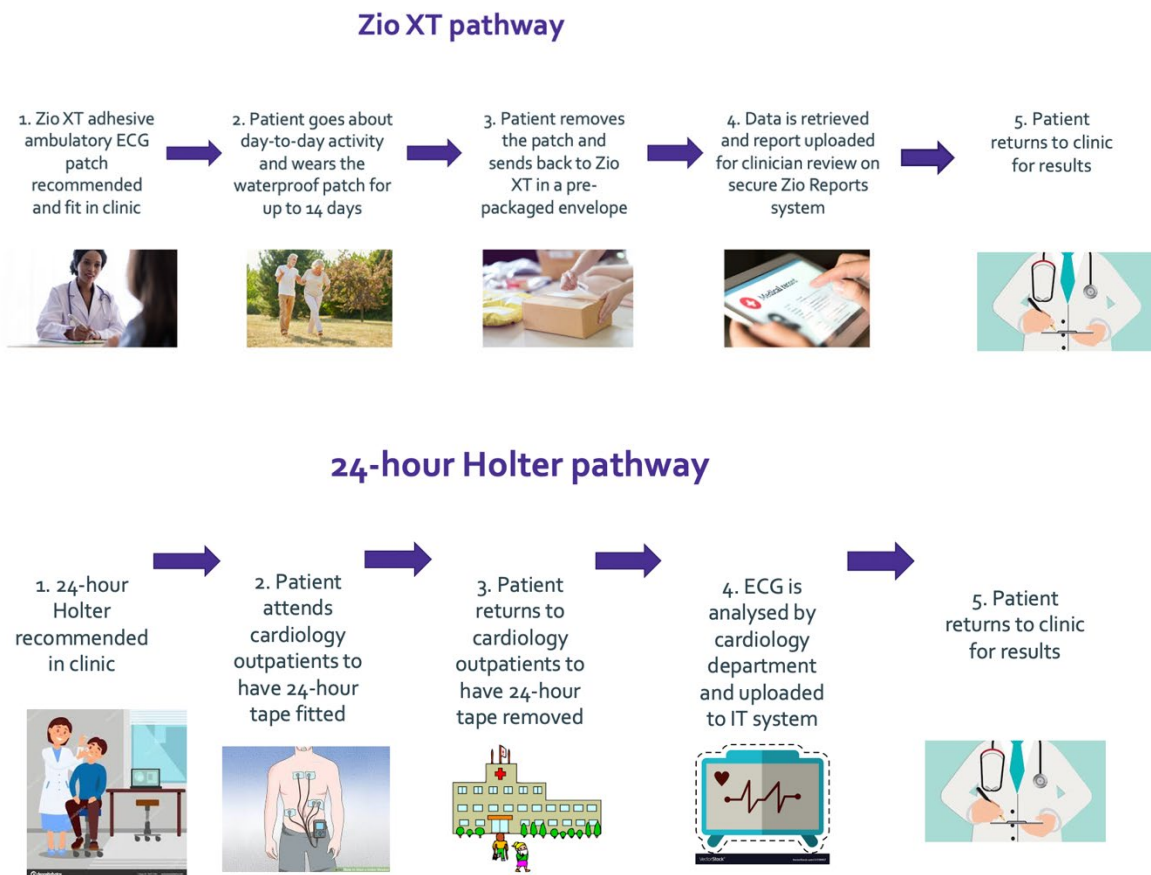 Zio XT pathway
1. Zio XT adhesive
ambulatory ECG
patch
recommended
and fit in clinic
2. Patient goes about
day-to-day activity
and wears the
waterproof patch for
up to 14 days
3. Patient removes
the patch and
sends back to Zio
XT in a pre-
packaged envelope
4. Data is retrieved
and report uploaded
for clinician review on
secure Zio Reports
system
5. Patient
returns to clinic
for results
Medical report
24-hour Holter pathway
1. 24-hour
Holter
recommended
in clinic
2. Patient
attends
cardiology
outpatients to
have 24-hour
tape fitted
3. Patient
returns to
cardiology
outpatients to
have 24-hour
tape removed
4. ECG is
analysed by
cardiology
department
and uploaded
to IT system
5. Patient
returns to clinic
for results
VectorStock